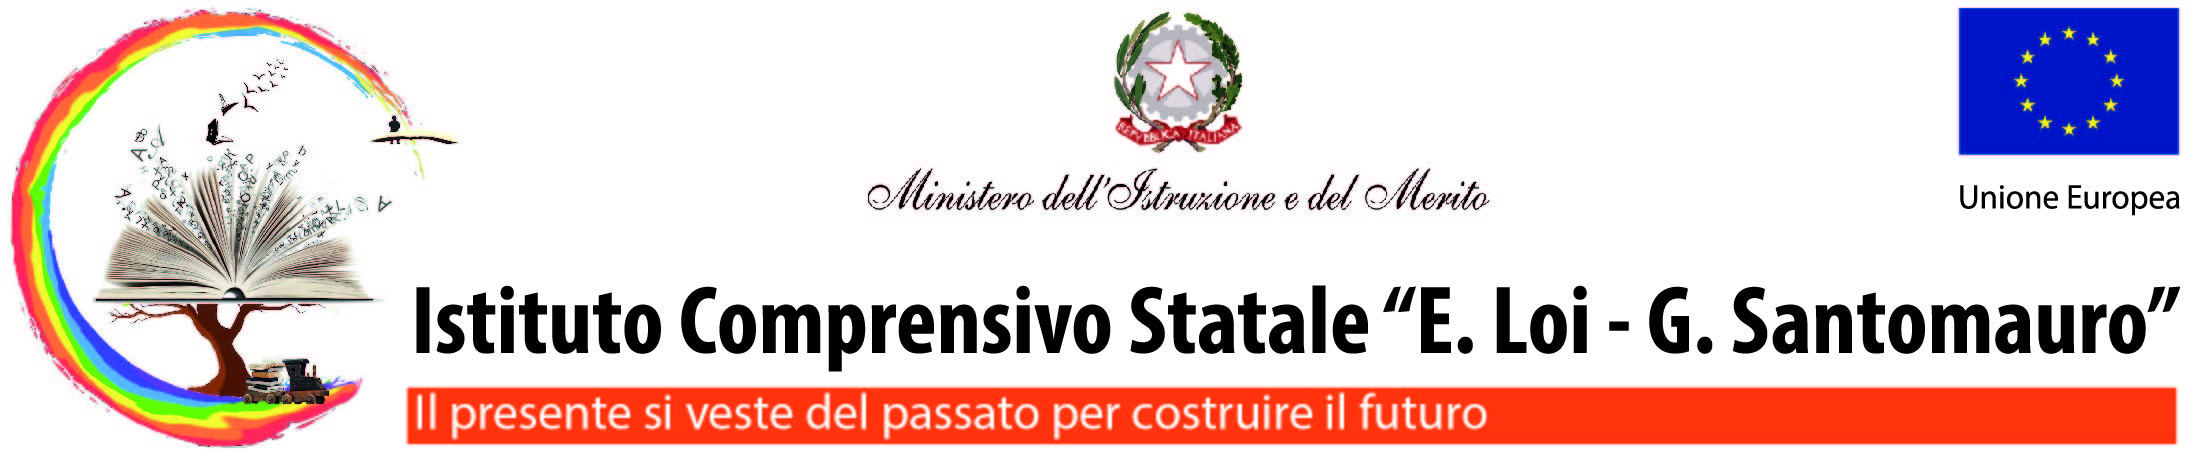 REPVBBLICA ITALIANA
Ministero dell'Istruzione e del Merito
Unione Europea
Istituto Comprensivo Statale “E. Loi - G. Santomauro”
Il presente si veste del passato per costruire il futuro